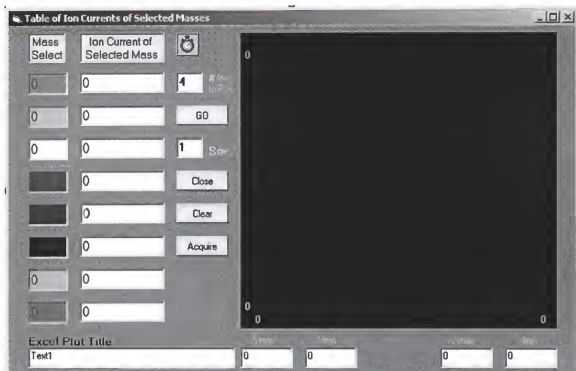 Table of Ion Currents of Selected Masses
Mass Select
Ion Current of Selected Mass
0 0 4
0 0 GO
0 0 1
0 Close
0 Clear
0 Acquire
0 0
0 0
0
0
0 0
Excel Plot Title
Text1 0 0 0 0